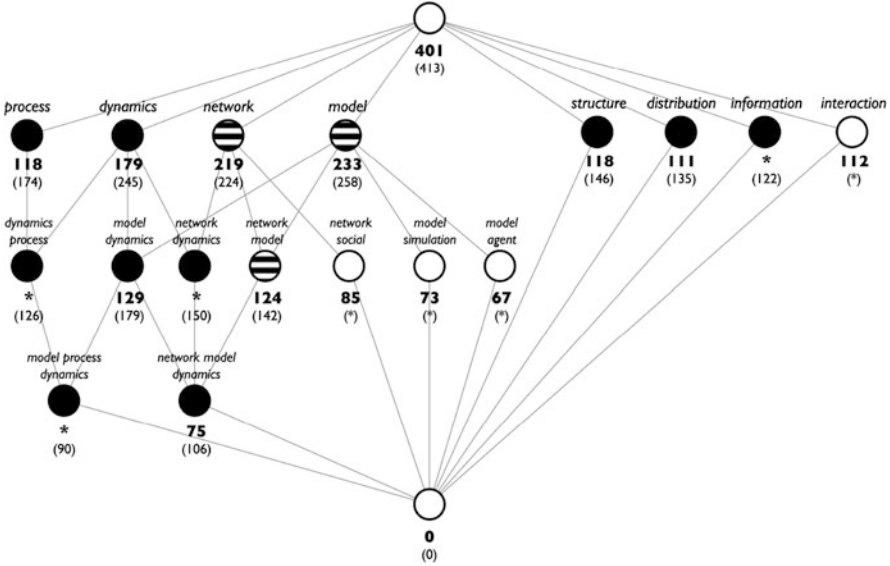 401
(413)
process
dynamics
network
model
structure
distribution
information
interaction
118
179
219
233
118
111
*
112
(174)
(245)
(224)
(258)
(146)
(135)
(122)
(*)
dynamics
process
model
dynamics
network
dynamics
network
model
network
social
model
simulation
model
agent
*
129
*
124
85
73
67
(126)
(179)
(150)
(142)
(*)
(*)
(*)
model process
dynamics
network model
dynamics
*
75
(90)
(106)
0
(0)